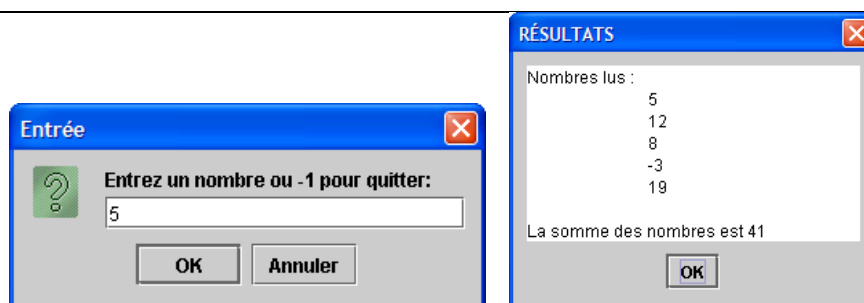 Entrée
Entrez un nombre ou -1 pour quitter:
5
OK
Annuler
RÉSULTATS
Nombres lus :
5
12
8
-3
19
La somme des nombres est 41
OK